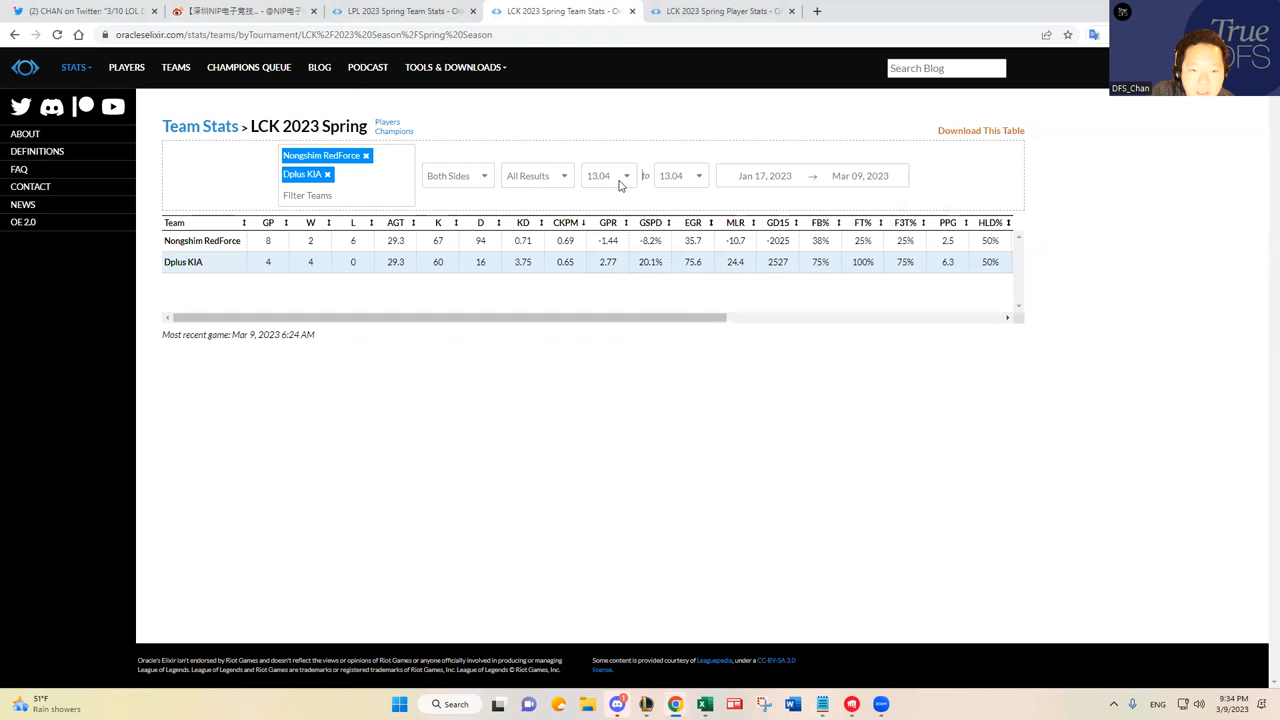 (2) CHAN on Twitter: "3/10 LOL [
【深圳NIP电子竞技..- @NIP电子
LPL 2023 Spring Team Stats - Ora
LCK 2023 Spring Team Stats - Or
LCK 2023 Spring Player Stats - O
oracleselixir.com/stats/teams/byTournament/LCK%2F2023%20Season%2FSpring%20Season
STATS PLAYERS TEAMS CHAMPIONS QUEUE BLOG PODCAST TOOLS & DOWNLOADS Search Blog
True
DFS
DFS_Chan
ABOUT
DEFINITIONS
FAQ
CONTACT
NEWS
OE 2.0
Team Stats > LCK 2023 Spring
Players
Champions
Download This Table
Nongshim RedForce ×
Dplus KIA ×
Filter Teams
Both Sides All Results 13.04 to 13.04 Jan 17, 2023 → Mar 09, 2023
Team GP W L AGT K D KD CKPM GPR GSPD EGR MLR GD15 FB% FT% F3T% PPG HLD%
Nongshim RedForce 8 2 6 29.3 67 94 0.71 0.69 -1.44 -8.2% 35.7 -10.7 -2025 38% 25% 25% 2.5 50%
Dplus KIA 4 4 0 29.3 60 16 3.75 0.65 2.77 20.1% 75.6 24.4 2527 75% 100% 75% 6.3 50%
Most recent game: Mar 9, 2023 6:24 AM
Oracle's Elixir isn't endorsed by Riot Games and doesn't reflect the views or opinions of Riot Games or anyone officially involved in producing or managing
League of Legends. League of Legends and Riot Games are trademarks or registered trademarks of Riot Games, Inc. League of Legends © Riot Games, Inc.
Some content is provided courtesy of Leaguepedia, under a CC-BY-SA 3.0
license.
51°F
Rain showers
Search
1
ENG
9:34 PM
3/9/2023